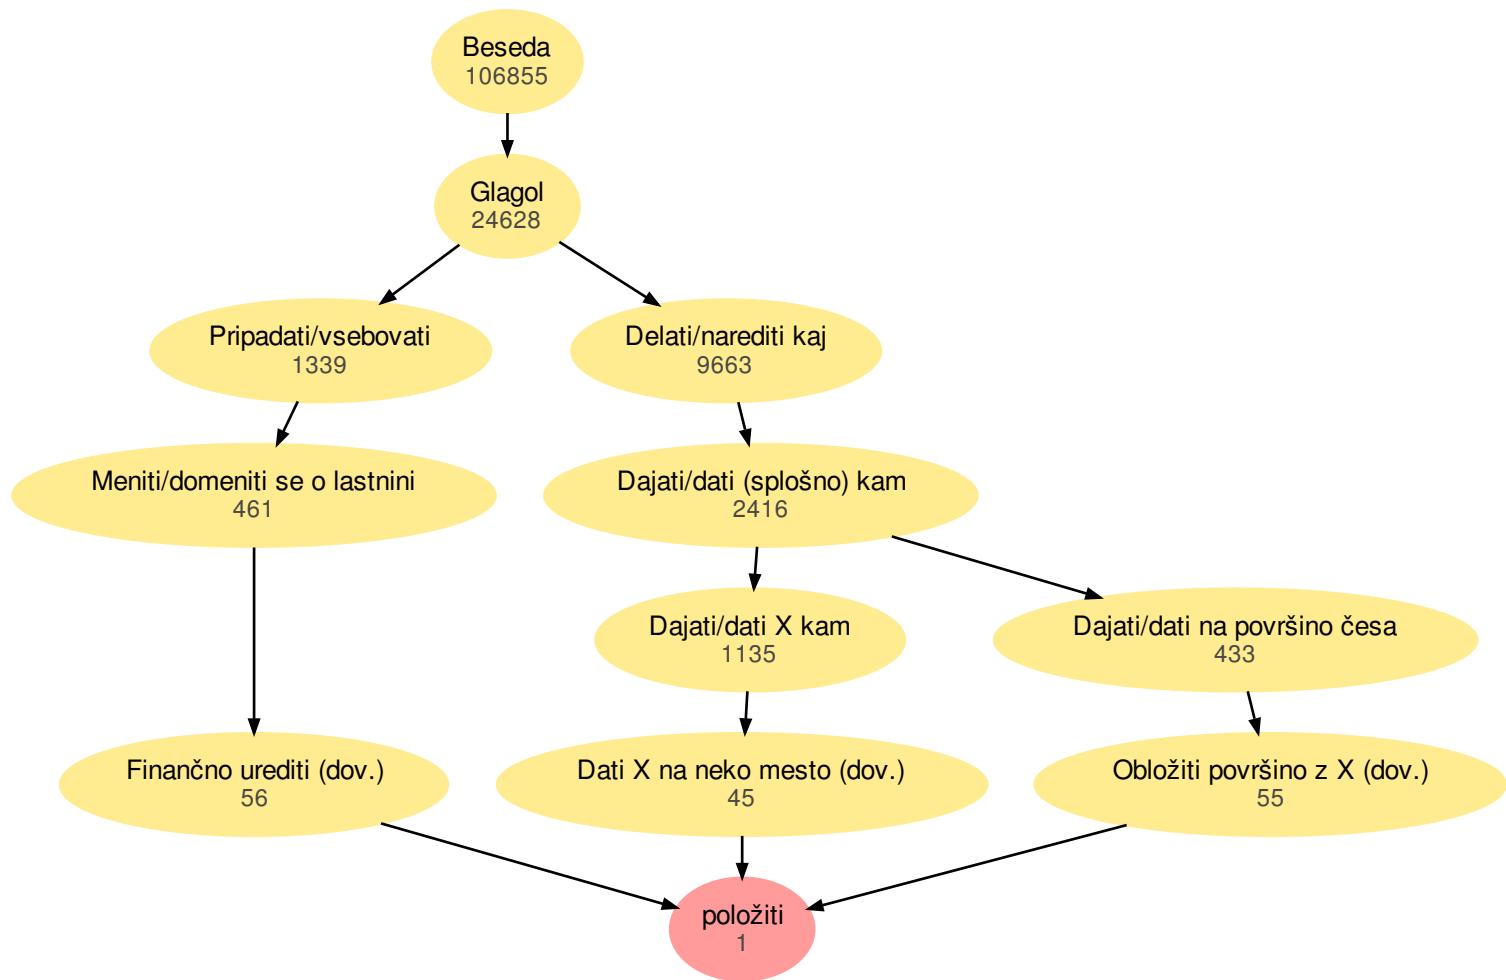 Beseda
106855
Glagol
24628
Pripadati/vsebovati
1339
Delati/narediti kaj
9663
Meniti/domeniti se o lastnini
461
Dajati/dati (splošno) kam
2416
Dajati/dati X kam
1135
Dajati/dati na površino česa
433
Finančno urediti (dov.)
56
Dati X na neko mesto (dov.)
45
Obložiti površino z X (dov.)
55
položiti
1